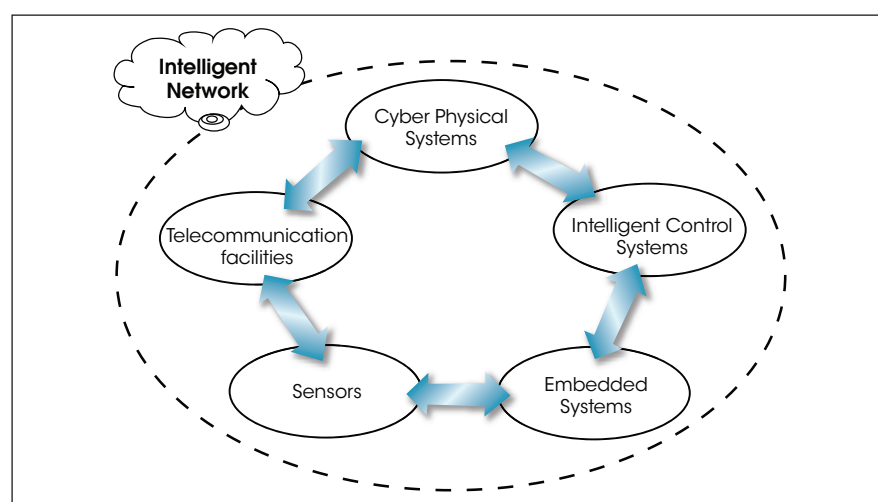 Intelligent
Network
Cyber Physical
Systems
Telecommunication
facilities
Intelligent Control
Systems
Sensors
Embedded
Systems